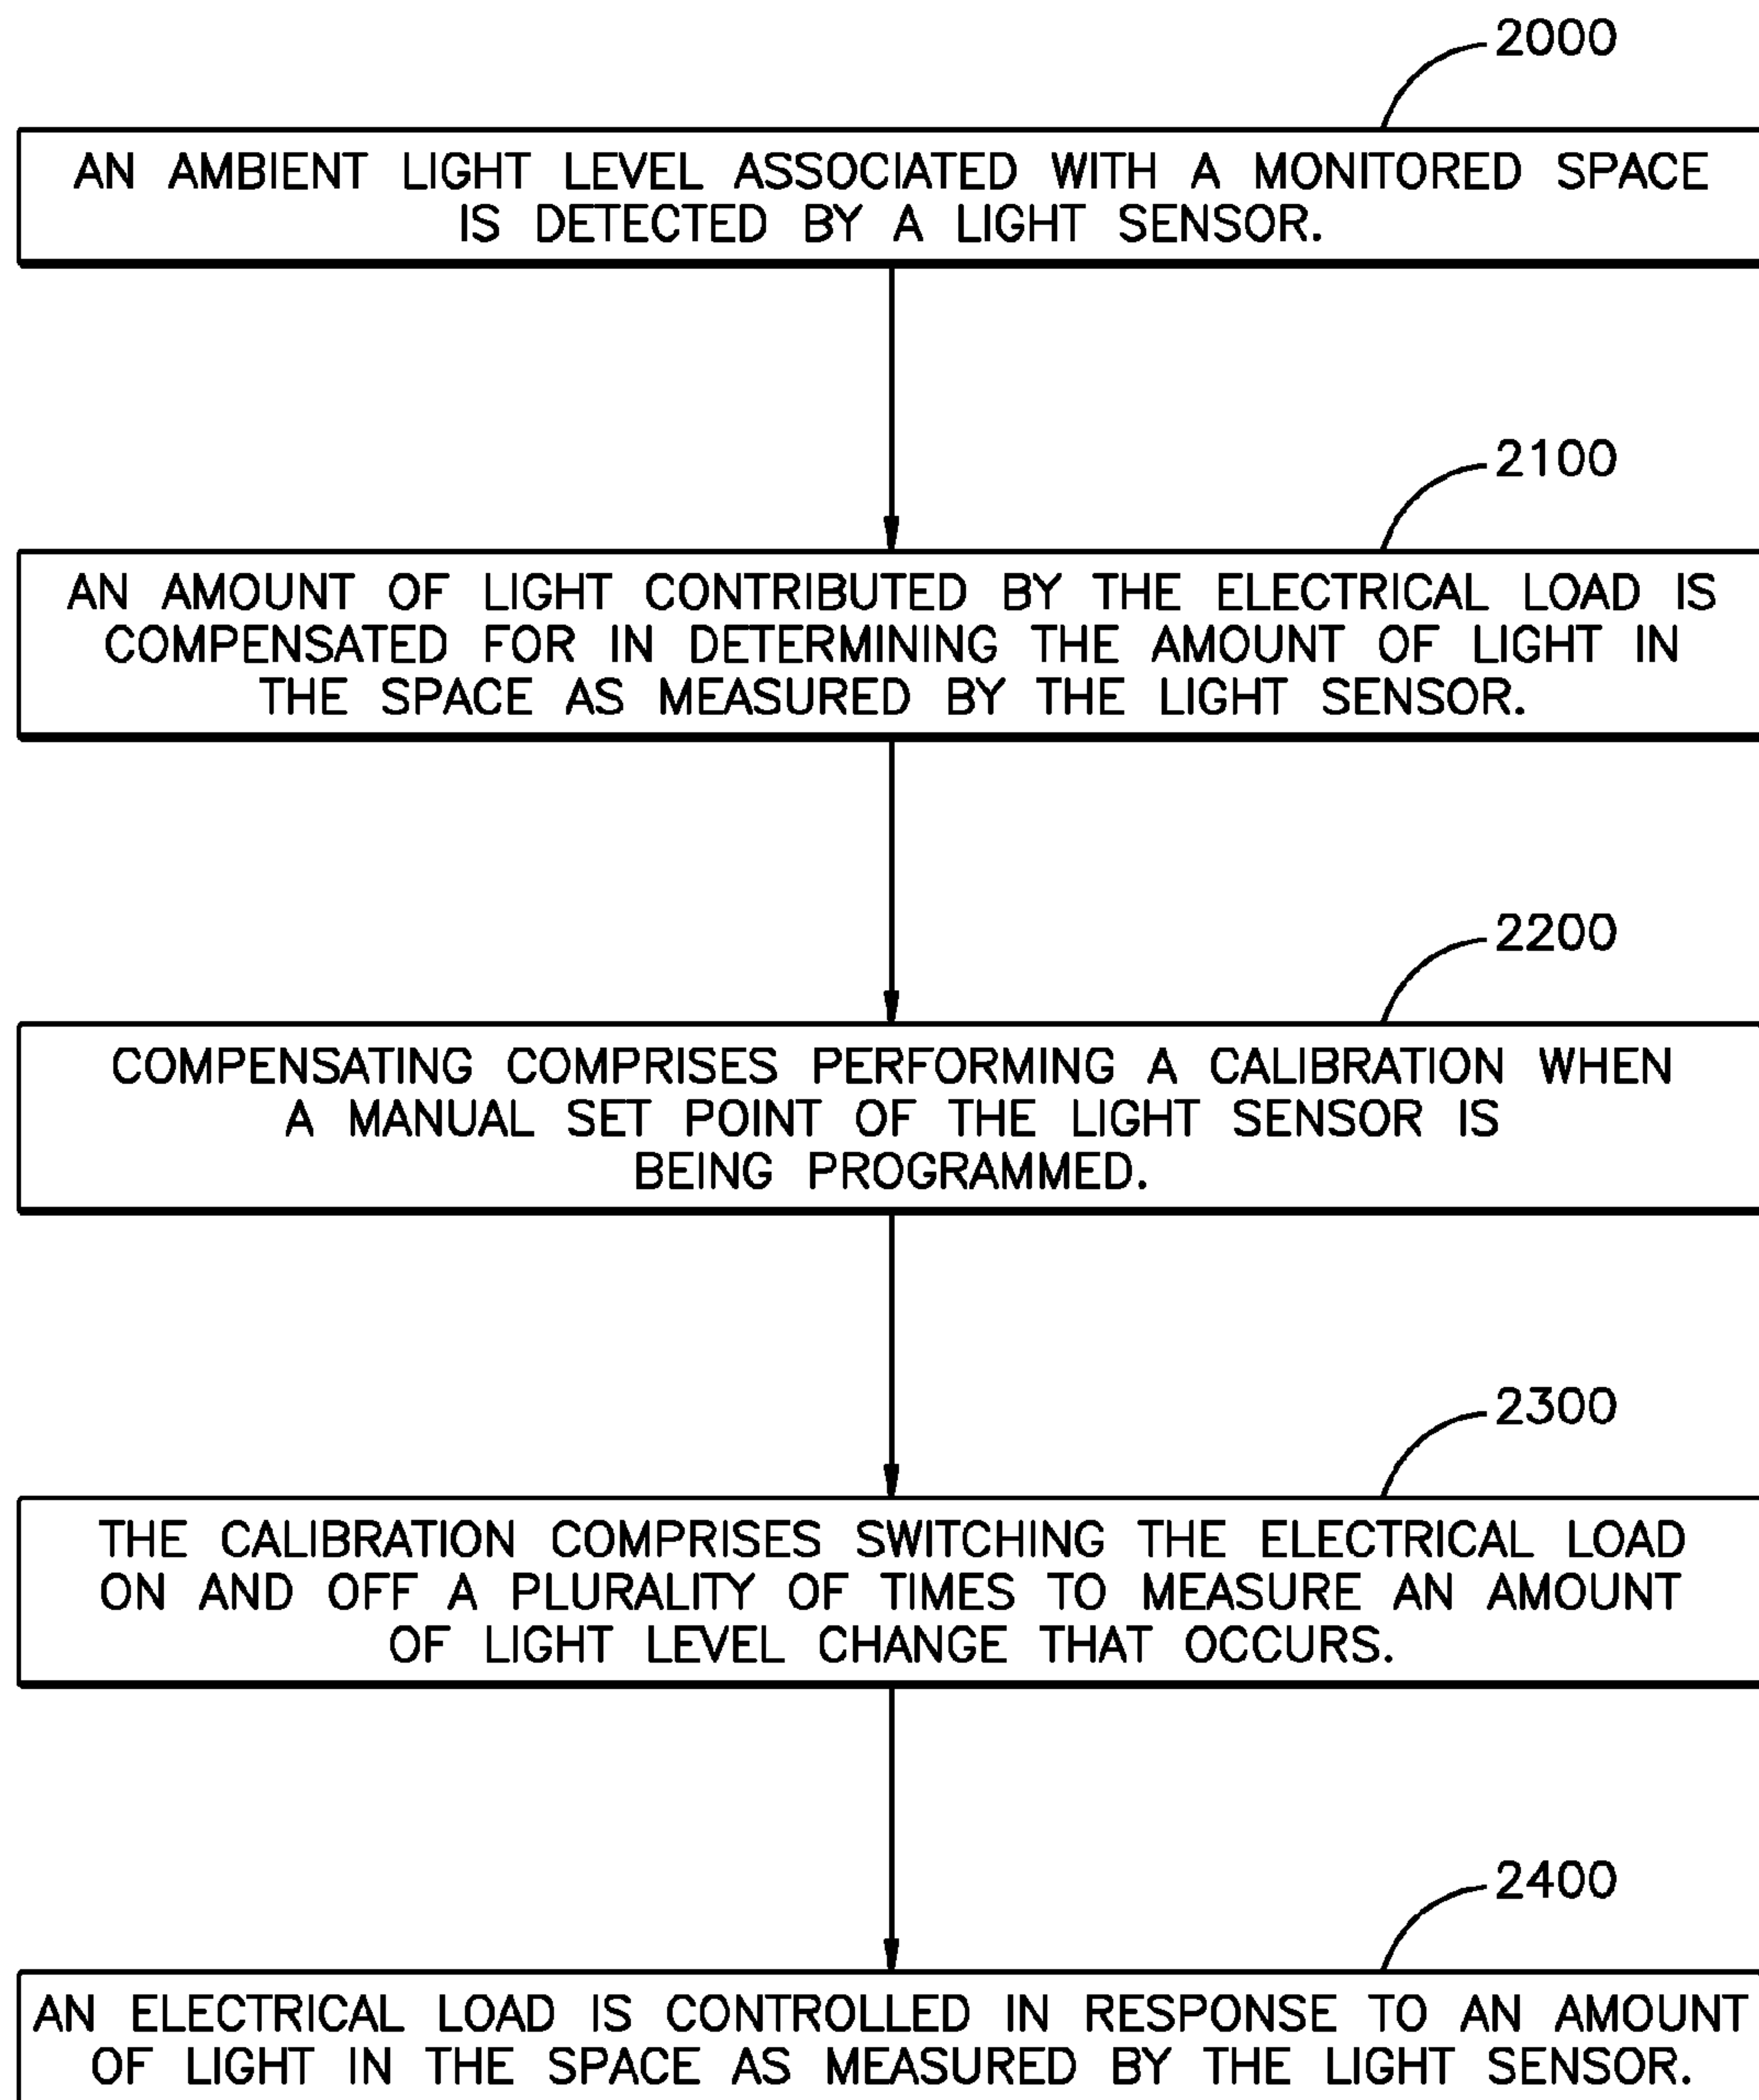 2000
AN AMBIENT LIGHT LEVEL ASSOCIATED WITH A MONITORED SPACE
IS DETECTED BY A LIGHT SENSOR.
2100
AN AMOUNT OF LIGHT CONTRIBUTED BY THE ELECTRICAL LOAD IS
COMPENSATED FOR IN DETERMINING THE AMOUNT OF LIGHT IN
THE SPACE AS MEASURED BY THE LIGHT SENSOR.
2200
COMPENSATING COMPRISES PERFORMING A CALIBRATION WHEN
A MANUAL SET POINT OF THE LIGHT SENSOR IS
BEING PROGRAMMED.
2300
THE CALIBRATION COMPRISES SWITCHING THE ELECTRICAL LOAD
ON AND OFF A PLURALITY OF TIMES TO MEASURE AN AMOUNT
OF LIGHT LEVEL CHANGE THAT OCCURS.
2400
AN ELECTRICAL LOAD IS CONTROLLED IN RESPONSE TO AN AMOUNT
OF LIGHT IN THE SPACE AS MEASURED BY THE LIGHT SENSOR.